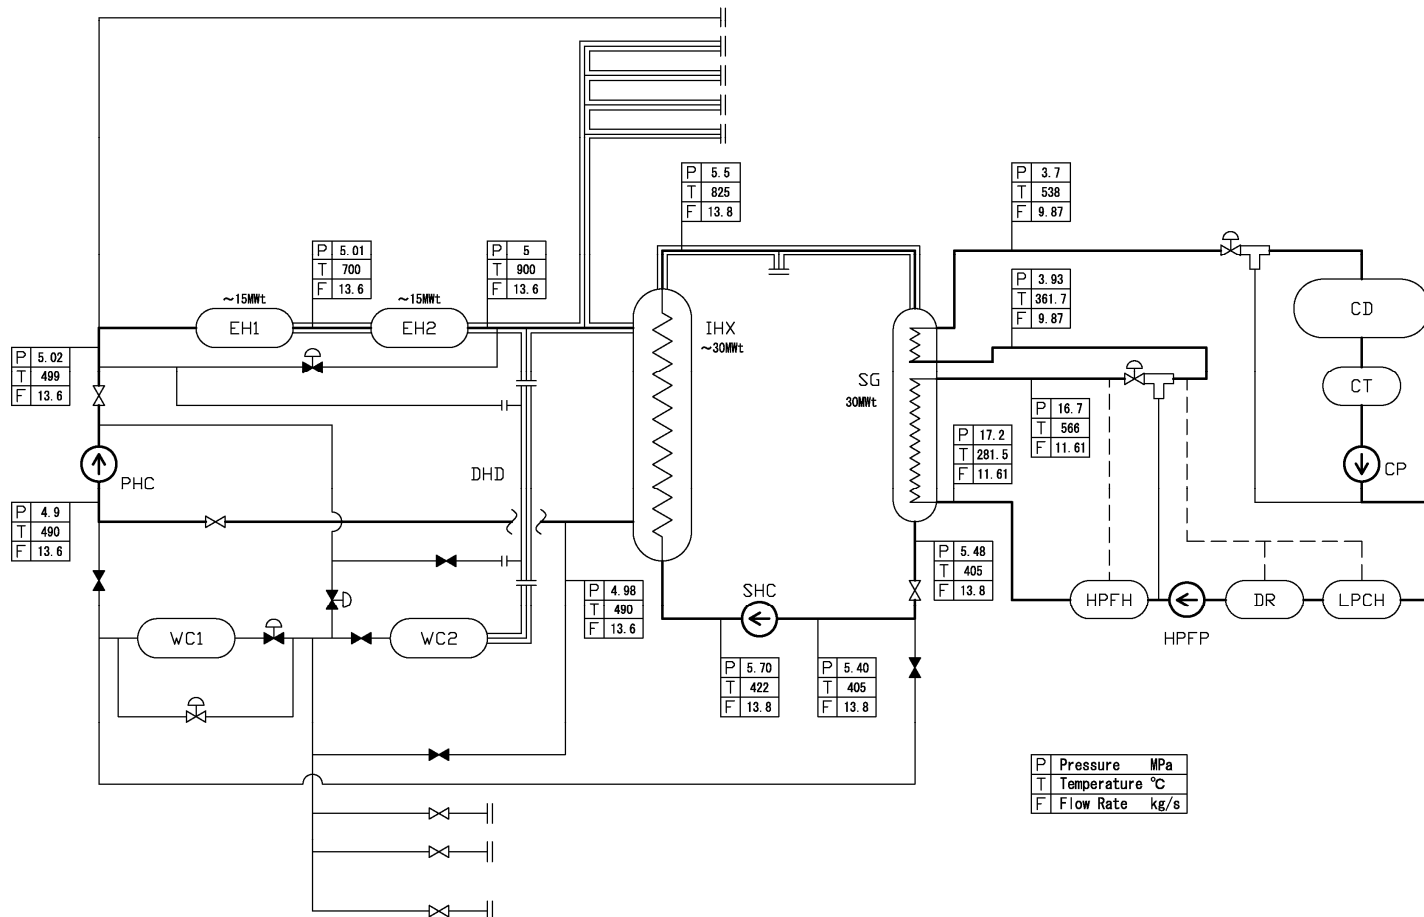 P 5.5
T 825
F 13.8
P 3.7
T 538
F 9.87
P 5.01
T 700
F 13.6
P 5
T 900
F 13.6
P 3.93
T 361.7
F 9.87
~15MWt
EH1
~15MWt
EH2
IHX
~30MWt
CD
P 5.02
T 499
F 13.6
SG
30MWt
CT
P 16.7
T 566
F 11.61
P 17.2
T 281.5
F 11.61
PHC
DHD
CP
P 4.9
T 490
F 13.6
P 5.48
T 405
F 13.8
P 4.98
T 490
F 13.6
SHC
HPFH
HPFP
DR
LPCH
WC1
WC2
P 5.70
T 422
F 13.8
P 5.40
T 405
F 13.8
P Pressure MPa
T Temperature ℃
F Flow Rate kg/s